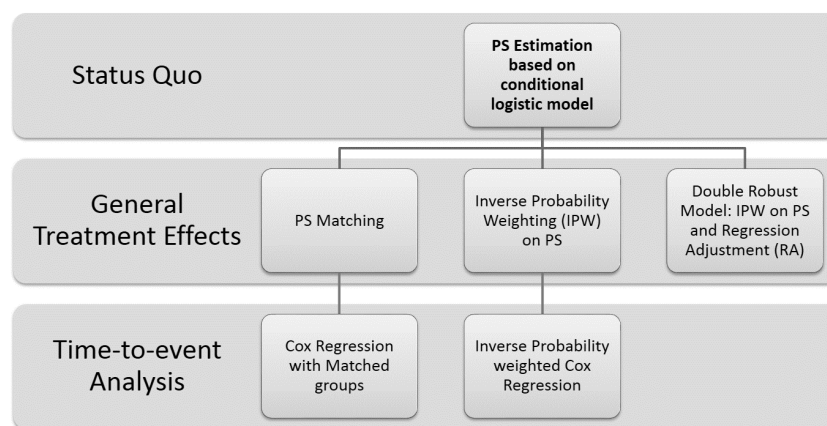 Status Quo
PS Estimation
based on
conditional
logistic model
General
Treatment Effects
PS Matching
Inverse Probability
Weighting (IPW)
on PS
Double Robust
Model: IPW on PS
and Regression
Adjustment (RA)
Time-to-event
Analysis
Cox Regression
with Matched
groups
Inverse Probability
weighted Cox
Regression